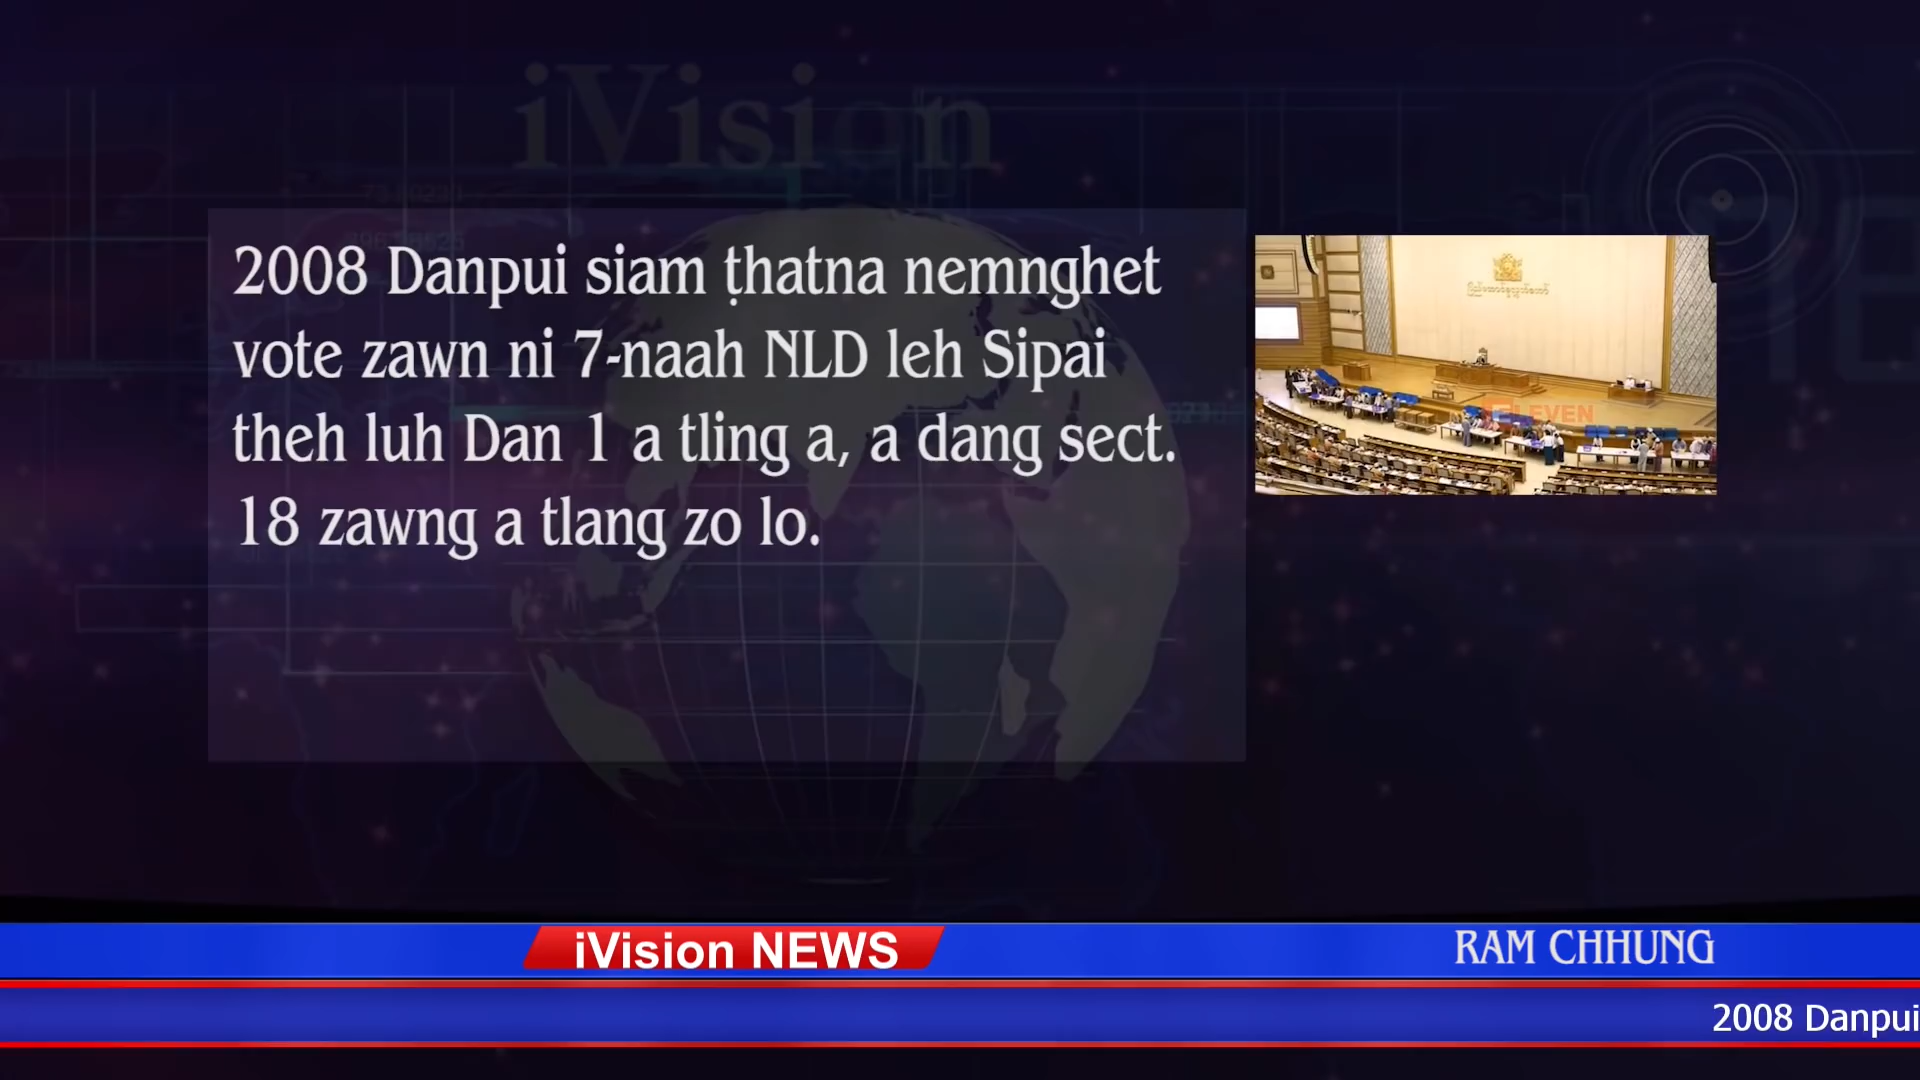 iVision
2008 Danpui siam ṭhatna nemnghet
vote zawn ni 7-naah NLD leh Sipai
theh luh Dan 1 a tling a, a dang sect.
18 zawng a tlang zo lo.
ELEVEN
iVision NEWS
RAM CHHUNG
2008 Danpui